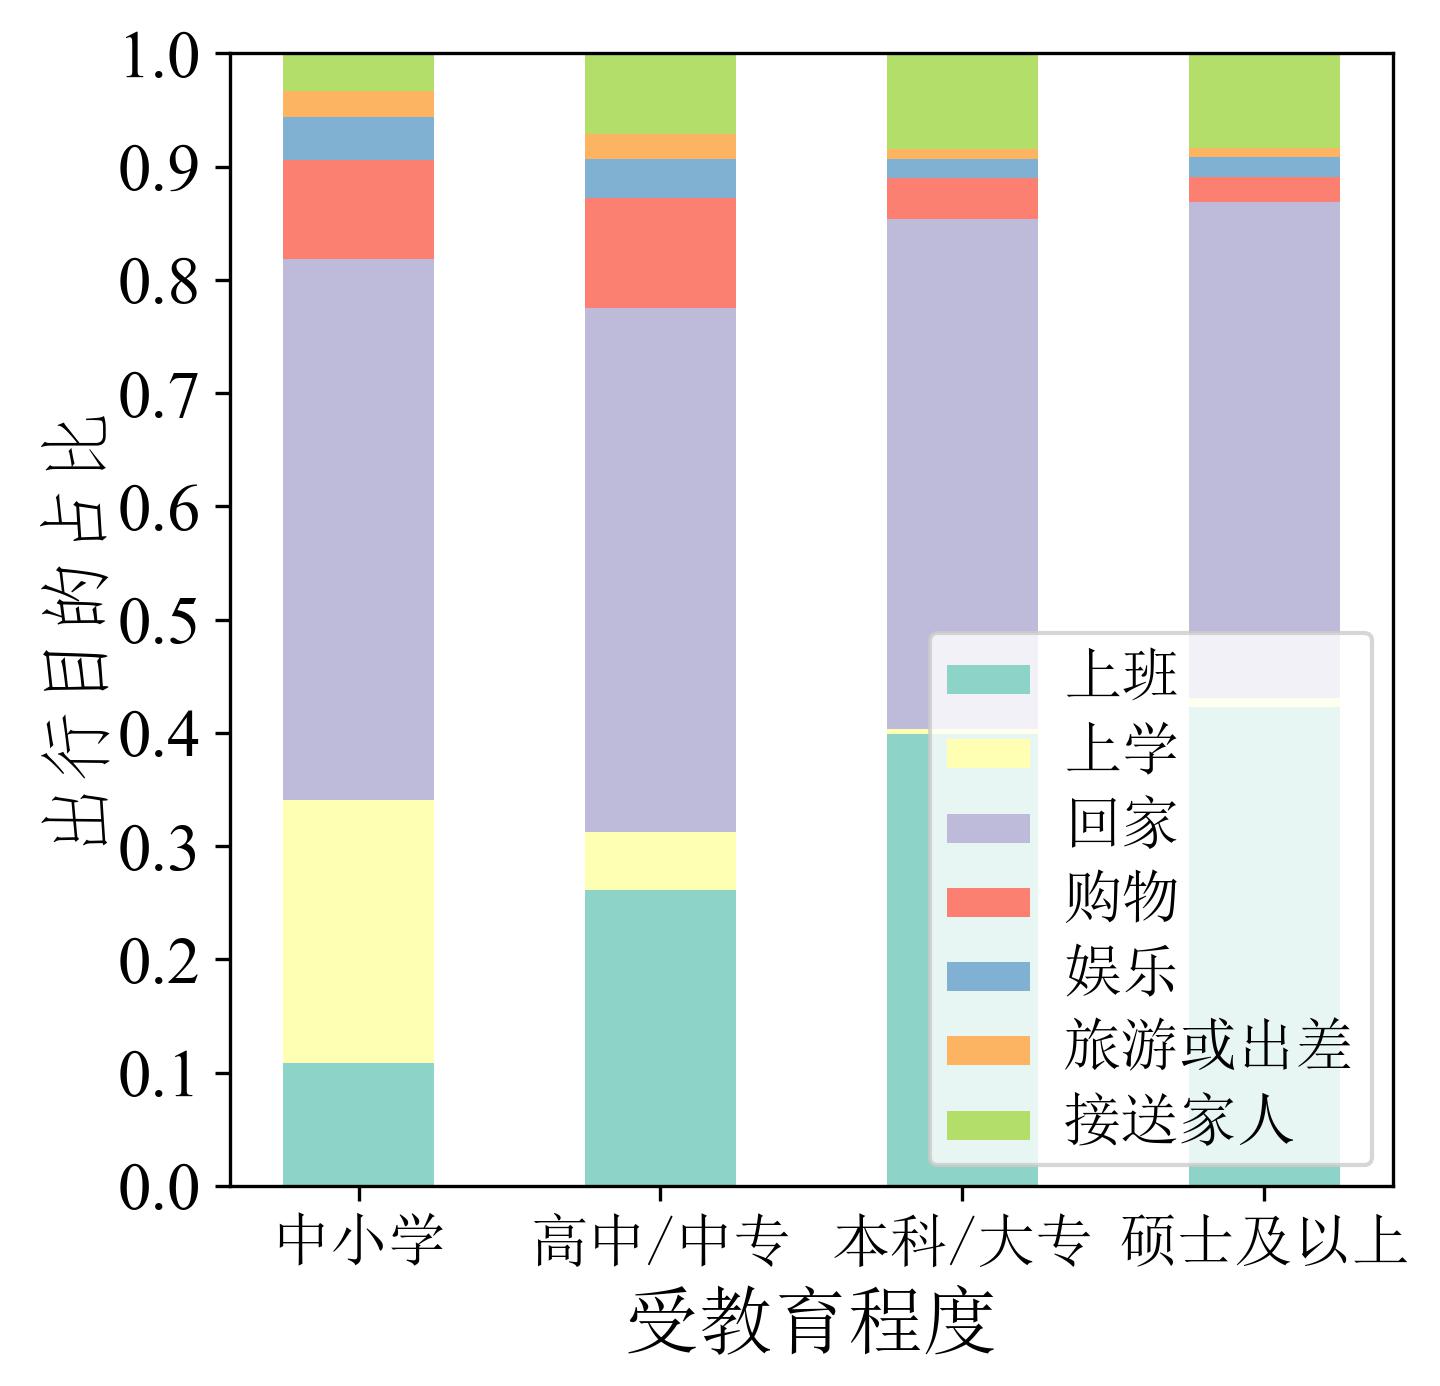 出行目的占比
1.0
0.9
0.8
0.7
0.6
0.5
0.4
0.3
0.2
0.1
0.0
上班
上学
回家
购物
娱乐
旅游或出差
接送家人
中小学 高中/中专 本科/大专 硕士及以上
受教育程度